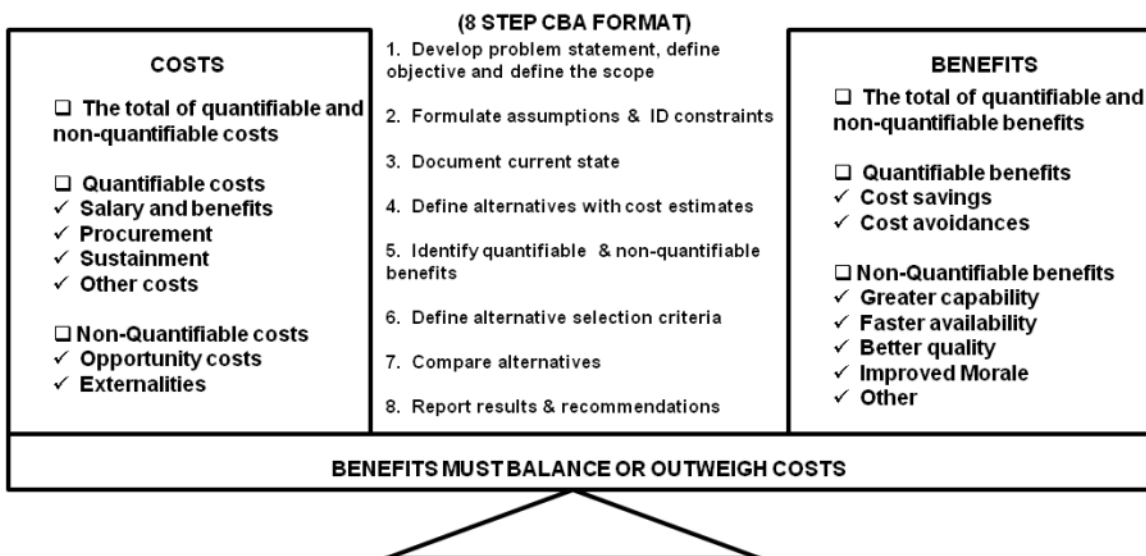 (8 STEP CBA FORMAT)
COSTS
❑ The total of quantifiable and
non-quantifiable costs
❑ Quantifiable costs
✓ Salary and benefits
✓ Procurement
✓ Sustainment
✓ Other costs
❑ Non-Quantifiable costs
✓ Opportunity costs
✓ Externalities
1. Develop problem statement, define
objective and define the scope
2. Formulate assumptions & ID constraints
3. Document current state
4. Define alternatives with cost estimates
5. Identify quantifiable & non-quantifiable
benefits
6. Define alternative selection criteria
7. Compare alternatives
8. Report results & recommendations
BENEFITS
❑ The total of quantifiable and
non-quantifiable benefits
❑ Quantifiable benefits
✓ Cost savings
✓ Cost avoidances
❑ Non-Quantifiable benefits
✓ Greater capability
✓ Faster availability
✓ Better quality
✓ Improved Morale
✓ Other
BENEFITS MUST BALANCE OR OUTWEIGH COSTS